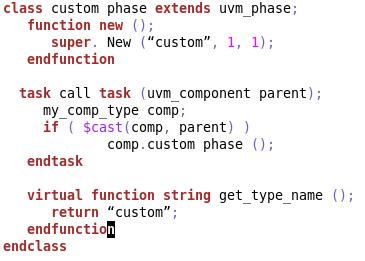 class custom phase extends uvm_phase;
function new ();
super. New (“custom”, 1, 1);
endfunction
task call task (uvm_component parent);
my_comp_type comp;
if ( $cast(comp, parent) )
comp.custom phase ();
endtask
virtual function string get_type_name ();
return “custom”;
endfunction
endclass